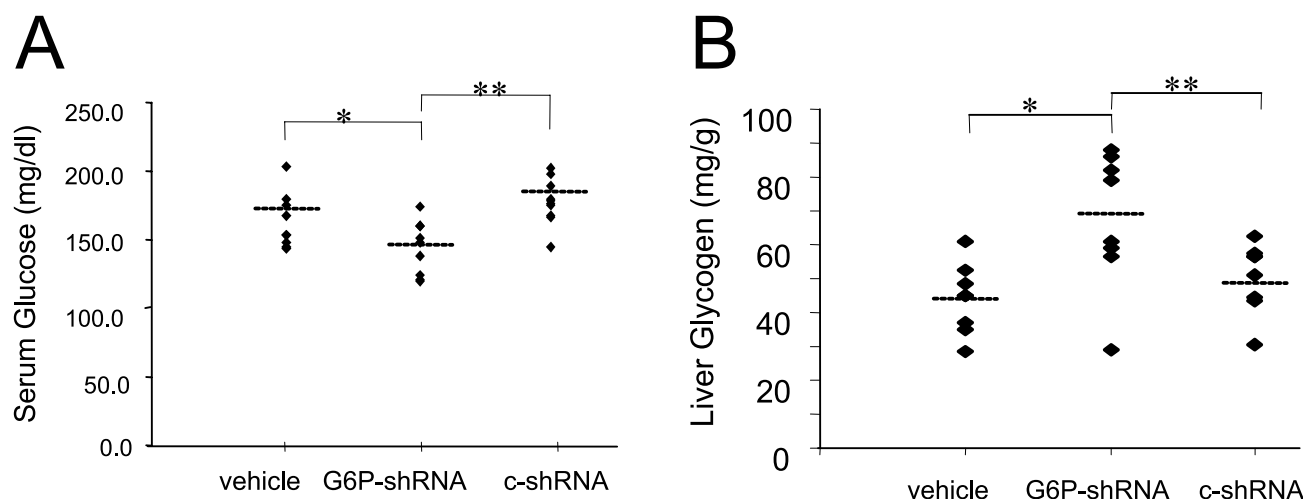 A
Serum Glucose (mg/dl)
250.0
200.0
150.0
100.0
50.0
0.0
*
**
vehicle G6P-shRNA c-shRNA
B
Liver Glycogen (mg/g)
100
80
60
40
20
0
*
**
vehicle G6P-shRNA c-shRNA